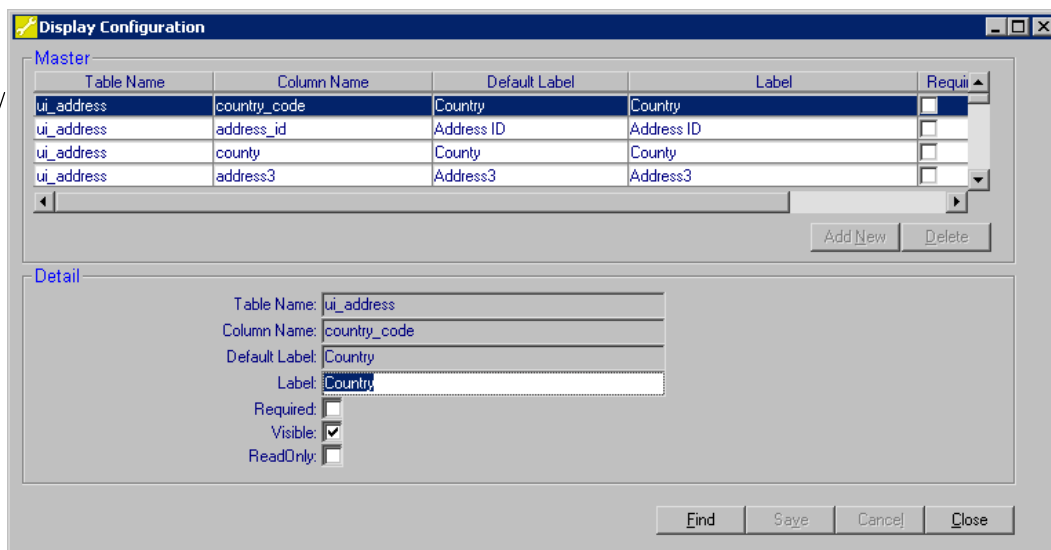 Display Configuration
Master
Table Name Column Name Default Label Label Requir
ui_address country_code Country Country
ui_address address_id Address ID Address ID
ui_address county County County
ui_address address3 Address3 Address3
Add New Delete
Detail
Table Name: ui_address
Column Name: country_code
Default Label: Country
Label: Country
Required:
Visible:
ReadOnly:
Find Save Cancel Close